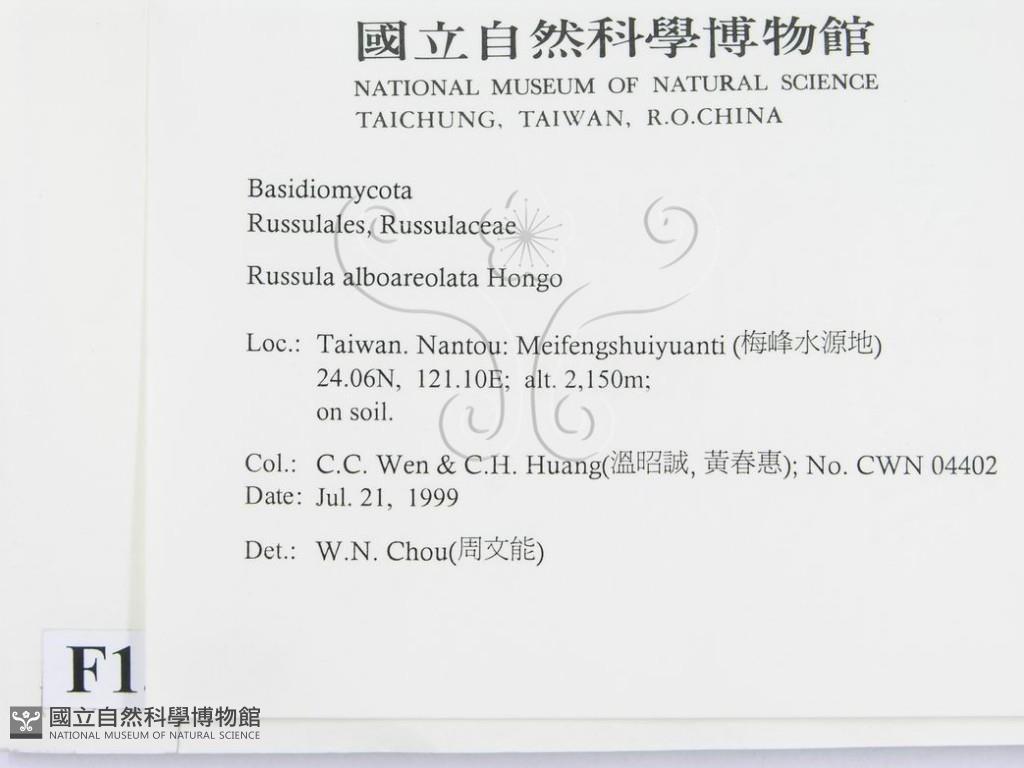 國立自然科學博物館
NATIONAL MUSEUM OF NATURAL SCIENCE
TAICHUNG, TAIWAN, R.O.CHINA
Basidiomycota
Russulales, Russulaceae
Russula alboareolata Hongo
Loc.: Taiwan. Nantou: Meifengshuiyuanti (梅峰水源地)
24.06N, 121.10E; alt. 2,150m;
on soil.
Col.: C.C. Wen & C.H. Huang(溫昭誠, 黃春惠); No. CWN 04402
Date: Jul. 21, 1999
Det.: W.N. Chou(周文能)
F1
國立自然科學博物館
NATIONAL MUSEUM OF NATURAL SCIENCE